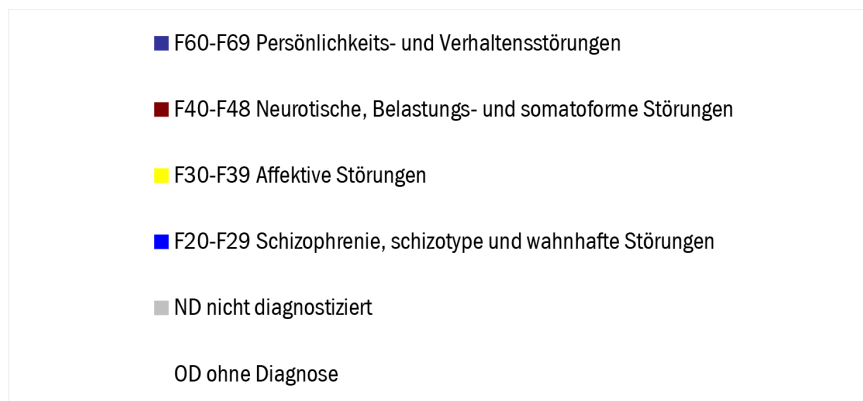 F60-F69 Persönlichkeits- und Verhaltensstörungen
F40-F48 Neurotische, Belastungs- und somatoforme Störungen
F30-F39 Affektive Störungen
F20-F29 Schizophrenie, schizotype und wahnhafte Störungen
ND nicht diagnostiziert
OD ohne Diagnose